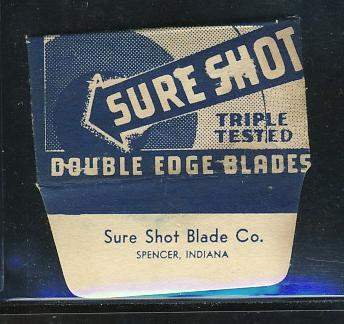 SURE SHOT
TRIPLE
TESTED
DOUBLE EDGE BLADES
Sure Shot Blade Co.
SPENCER, INDIANA